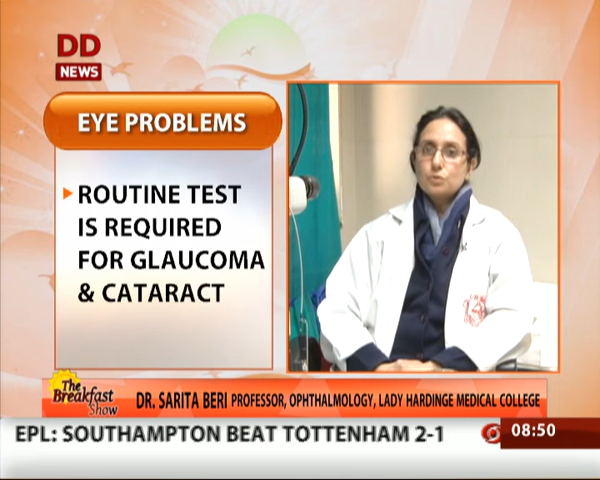 DD
NEWS
EYE PROBLEMS
ROUTINE TEST
IS REQUIRED
FOR GLAUCOMA
& CATARACT
The
Breakfast
Show
DR. SARITA BERI PROFESSOR, OPHTHALMOLOGY, LADY HARDINGE MEDICAL COLLEGE
EPL: SOUTHAMPTON BEAT TOTTENHAM 2-1
08:50